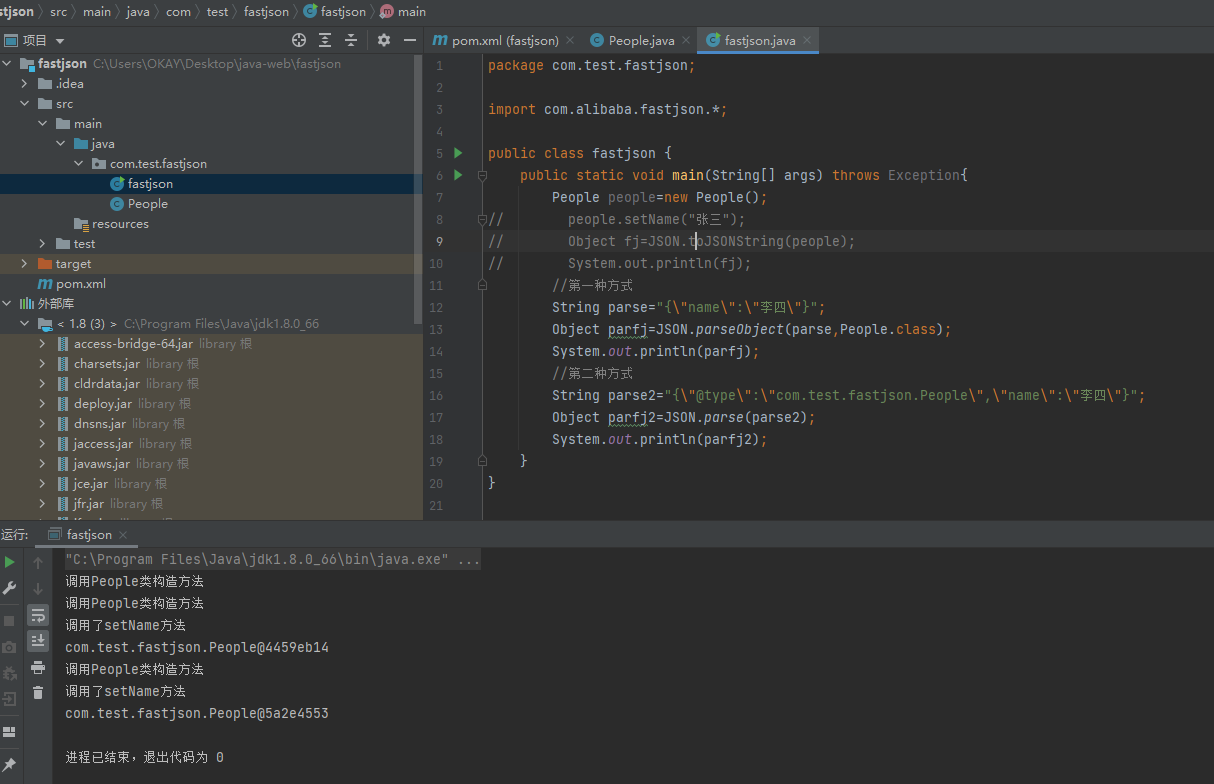 stjson src main java com test fastjson fastjson main
项目
pom.xml (fastjson) People.java fastjson.java
fastjson C:\Users\OKAY\Desktop\java-web\fastjson
.idea
src
main
java
com.test.fastjson
fastjson
People
resources
test
target
pom.xml
外部库
< 1.8 (3) > C:\Program Files\Java\jdk1.8.0_66
access-bridge-64.jar library 根
charsets.jar library 根
cldrdata.jar library 根
deploy.jar library 根
dnsns.jar library 根
jaccess.jar library 根
javaws.jar library 根
jce.jar library 根
jfr.jar library 根
1 package com.test.fastjson;
2
3 import com.alibaba.fastjson.*;
4
5 public class fastjson {
6 public static void main(String[] args) throws Exception{
7 People people=new People();
8 // people.setName("张三");
9 // Object fj=JSON.toJSONString(people);
10 // System.out.println(fj);
11 //第一种方式
12 String parse="{\"name\":\"李四\"}";
13 Object parfj=JSON.parseObject(parse,People.class);
14 System.out.println(parfj);
15 //第二种方式
16 String parse2="{\"@type\":\"com.test.fastjson.People\",\"name\":\"李四\"}";
17 Object parfj2=JSON.parse(parse2);
18 System.out.println(parfj2);
19 }
20 }
21
运行: fastjson
"C:\Program Files\Java\jdk1.8.0_66\bin\java.exe" ...
调用People类构造方法
调用People类构造方法
调用了setName方法
com.test.fastjson.People@4459eb14
调用People类构造方法
调用了setName方法
com.test.fastjson.People@5a2e4553
进程已结束，退出代码为 0